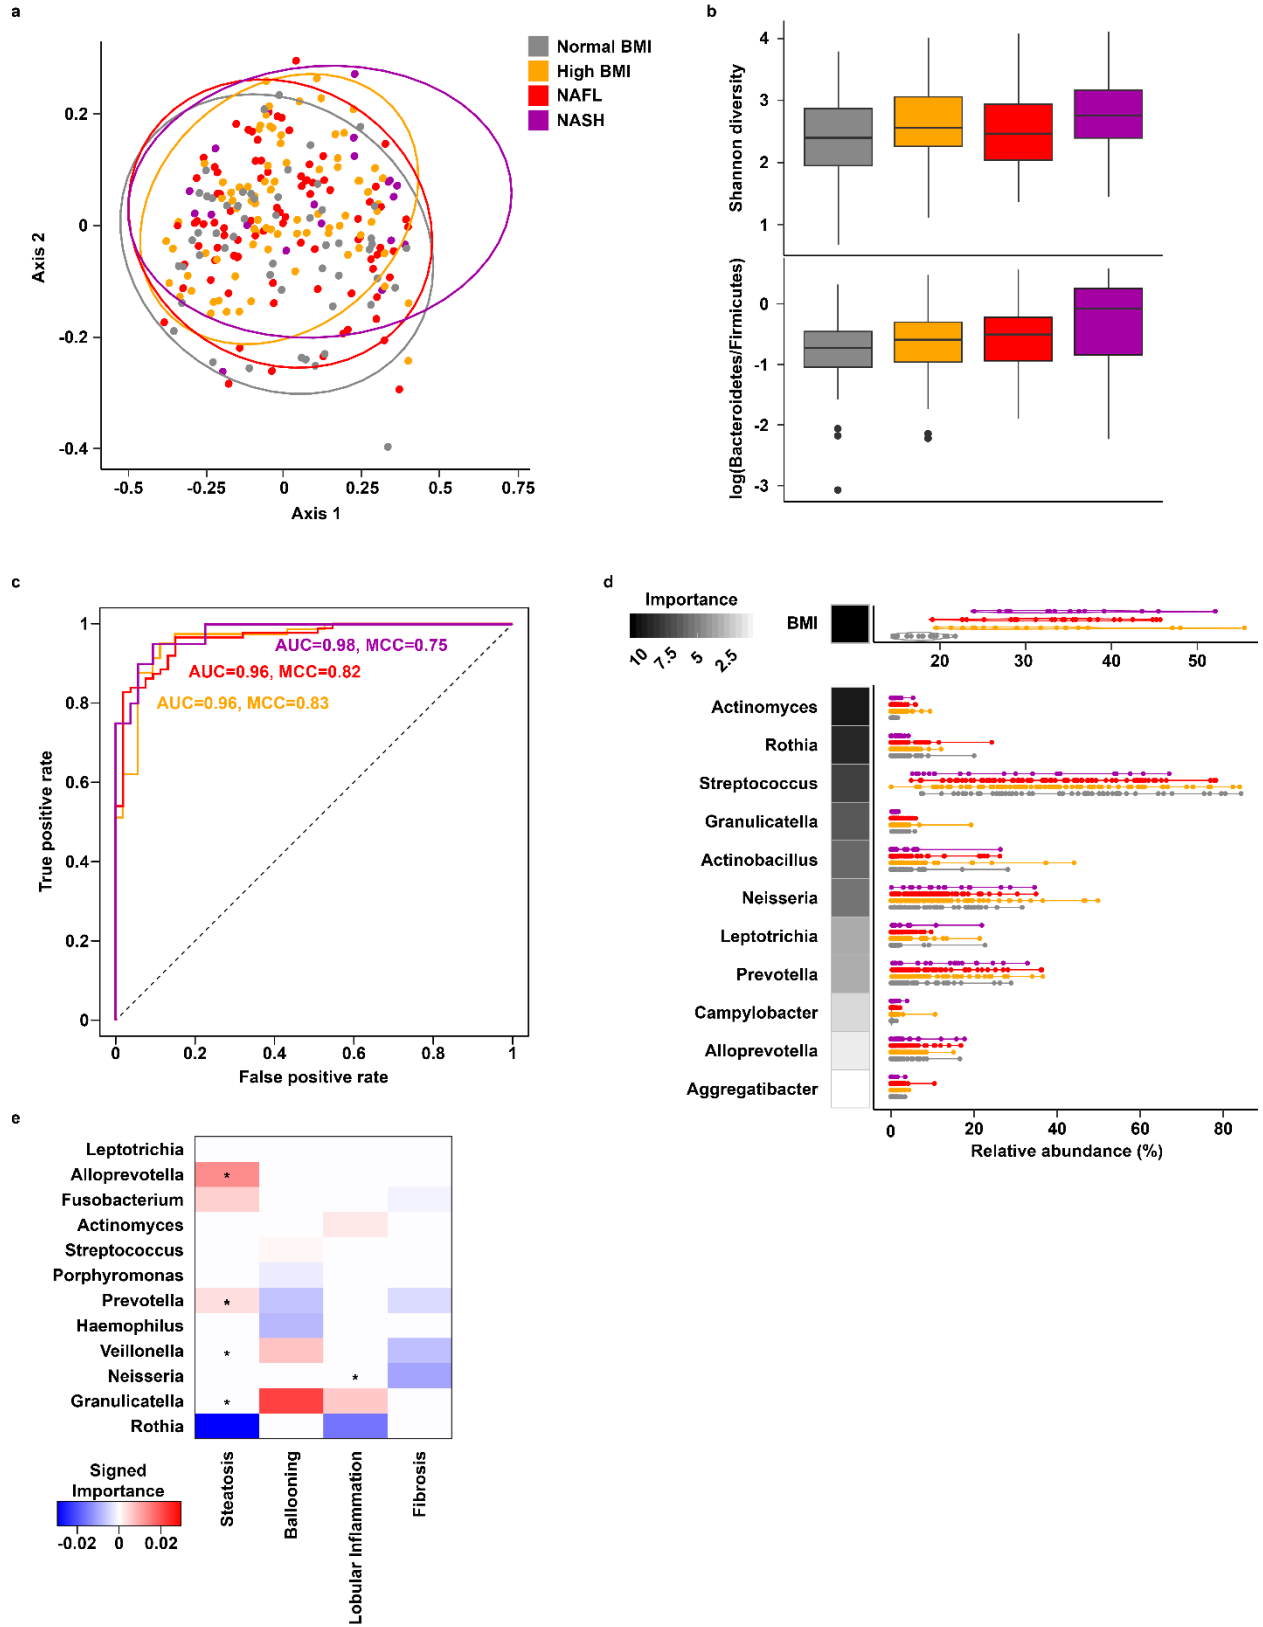 a
Normal BMI
High BMI
NAFL
NASH
0.2
0
-0.2
-0.4
Axis 2
-0.5
-0.25
0
0.25
0.5
0.75
Axis 1
b
4
3
2
1
Shannon diversity
0
-1
-2
-3
log(Bacteroidetes/Firmicutes)
c
1
0.8
0.6
0.4
0.2
0
True positive rate
AUC=0.98, MCC=0.75
AUC=0.96, MCC=0.82
AUC=0.96, MCC=0.83
0
0.2
0.4
0.6
0.8
1
False positive rate
d
Importance
10
7.5
5
2.5
BMI
20
30
40
50
Actinomyces
Rothia
Streptococcus
Granulicatella
Actinobacillus
Neisseria
Leptotrichia
Prevotella
Campylobacter
Alloprevotella
Aggregatibacter
0
20
40
60
80
Relative abundance (%)
e
Leptotrichia
Alloprevotella
*
Fusobacterium
Actinomyces
Streptococcus
Porphyromonas
Prevotella
*
Haemophilus
Veillonella
*
Neisseria
*
Granulicatella
*
Rothia
Steatosis
Ballooning
Lobular Inflammation
Fibrosis
Signed
Importance
-0.02
0
0.02